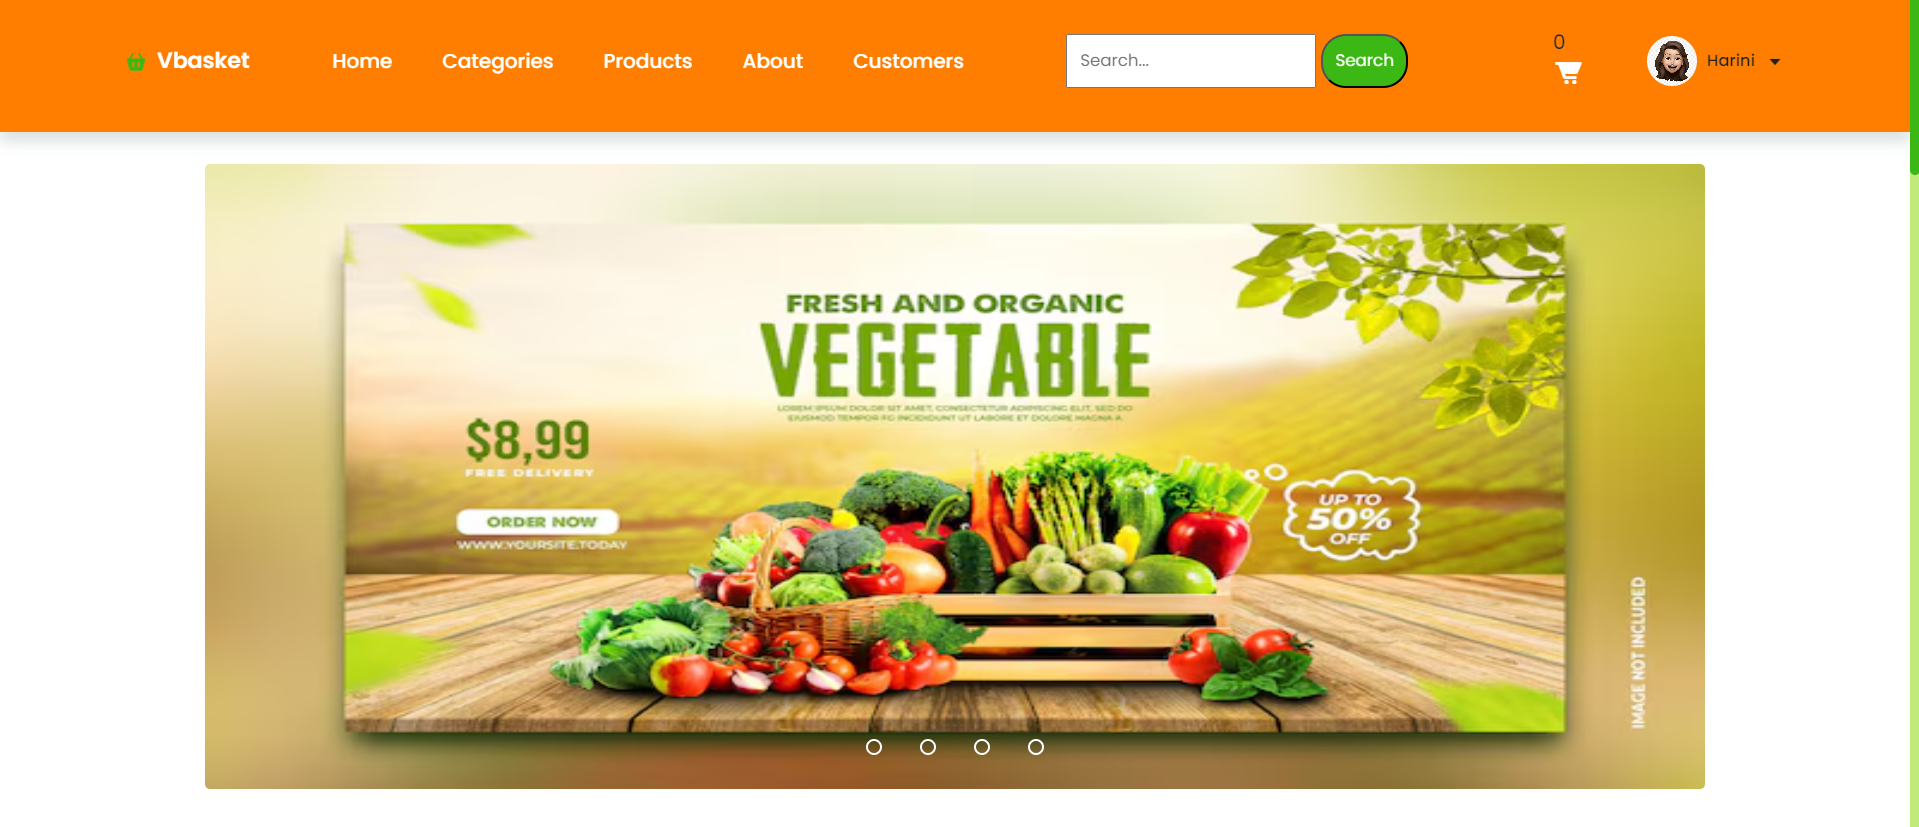 Vbasket
Home
Categories
Products
About
Customers
Search...
Search
0
Harini
FRESH AND ORGANIC
VEGETABLE
LOREM IPSUM DOLOR SIT AMET, CONSECTETUR ADIPISCING ELIT, SED DO
EIUSMOD TEMPOR INCIDIDUNT UT LABORE ET DOLORE MAGNA A
$8,99
FREE DELIVERY
ORDER NOW
WWW.YOURSITE.TODAY
UP TO
50%
OFF
IMAGE NOT INCLUDED